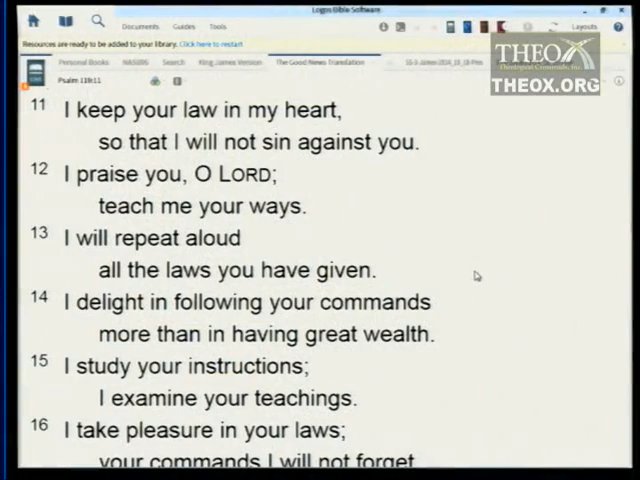 Logos Bible Software
Documents Guides Tools Layouts
Resources are ready to be added to your library. Click here to restart
Personal Books NASB95 Search King James Version The Good News Translation
Psalm 119:11
THEOX
THEOX.ORG
11 I keep your law in my heart,
so that I will not sin against you.
12 I praise you, O LORD;
teach me your ways.
13 I will repeat aloud
all the laws you have given.
14 I delight in following your commands
more than in having great wealth.
15 I study your instructions;
I examine your teachings.
16 I take pleasure in your laws;
your commands I will not forget